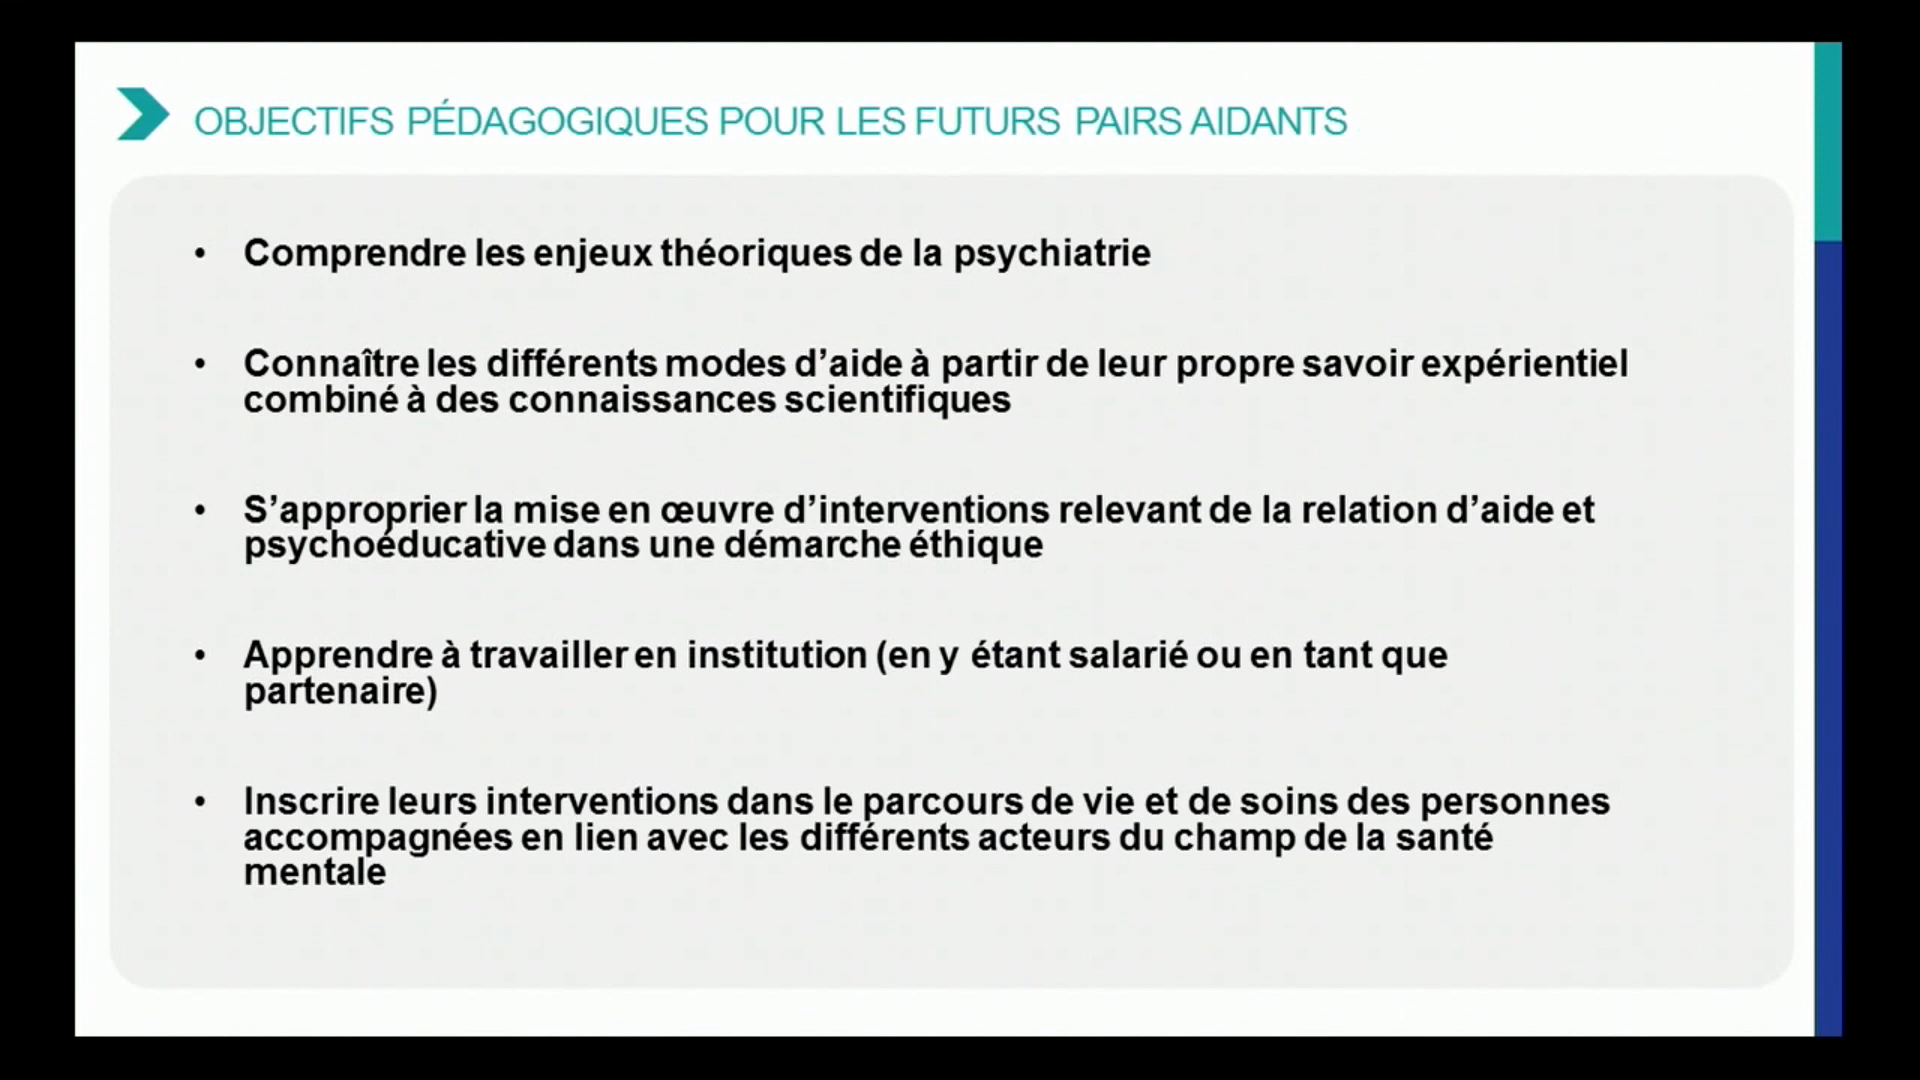 OBJECTIFS PÉDAGOGIQUES POUR LES FUTURS PAIRS AIDANTS
• Comprendre les enjeux théoriques de la psychiatrie
• Connaître les différents modes d’aide à partir de leur propre savoir expérientiel
combiné à des connaissances scientifiques
• S’approprier la mise en œuvre d’interventions relevant de la relation d’aide et
psychoéducative dans une démarche éthique
• Apprendre à travailler en institution (en y étant salarié ou en tant que
partenaire)
• Inscrire leurs interventions dans le parcours de vie et de soins des personnes
accompagnées en lien avec les différents acteurs du champ de la santé
mentale